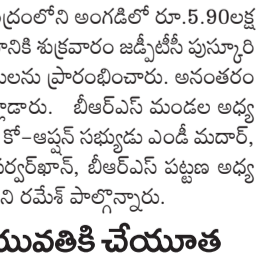 ద్రంలోని అంగడిలో రూ.5.90లక్ష
నికి శుక్రవారం జడ్పీటీసీ పుస్కూరి
లను ప్రారంభించారు. అనంతరం
డారు. బీఆర్ఎస్ మండల అధ్య
కో-ఆప్షన్ సభ్యుడు ఎండీ మదార్,
ర్వర్ఖాన్, బీఆర్ఎస్ పట్టణ అధ్య
ని రమేశ్ పాల్గొన్నారు.
యువతికి చేయూత